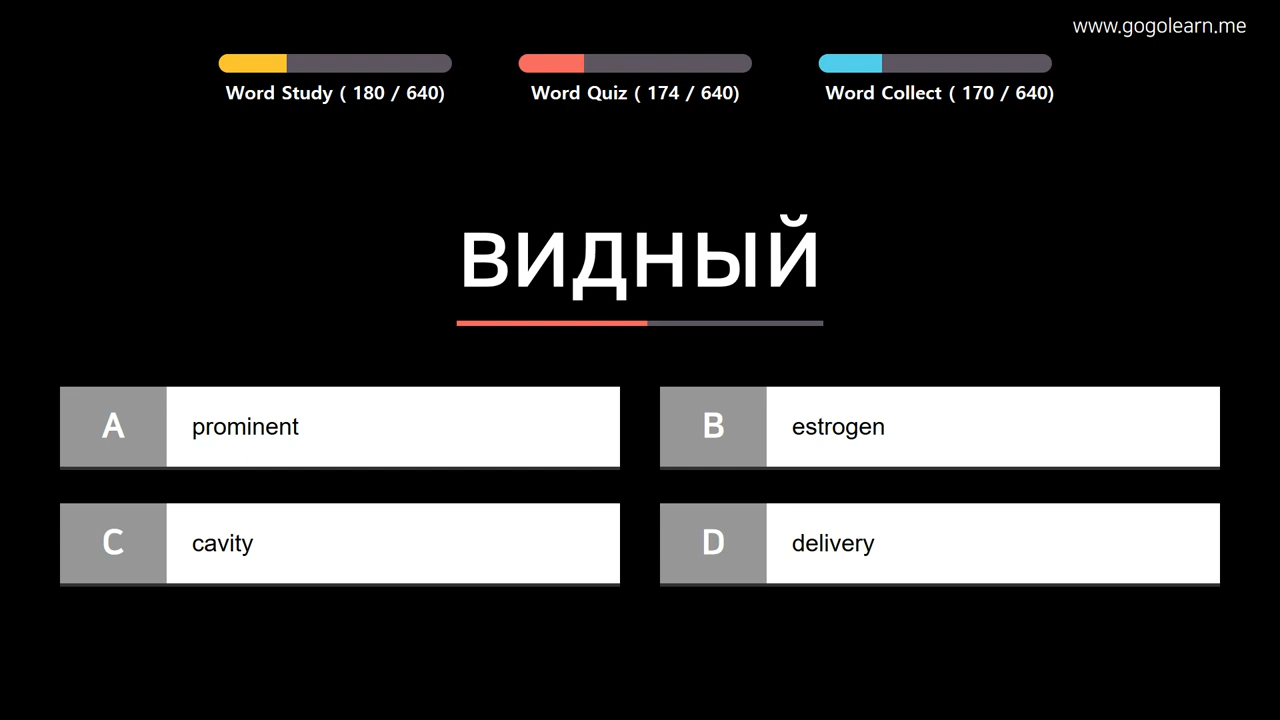 www.gogolearn.me
Word Study ( 180 / 640)
Word Quiz ( 174 / 640)
Word Collect ( 170 / 640)
видный
A prominent
B estrogen
C cavity
D delivery